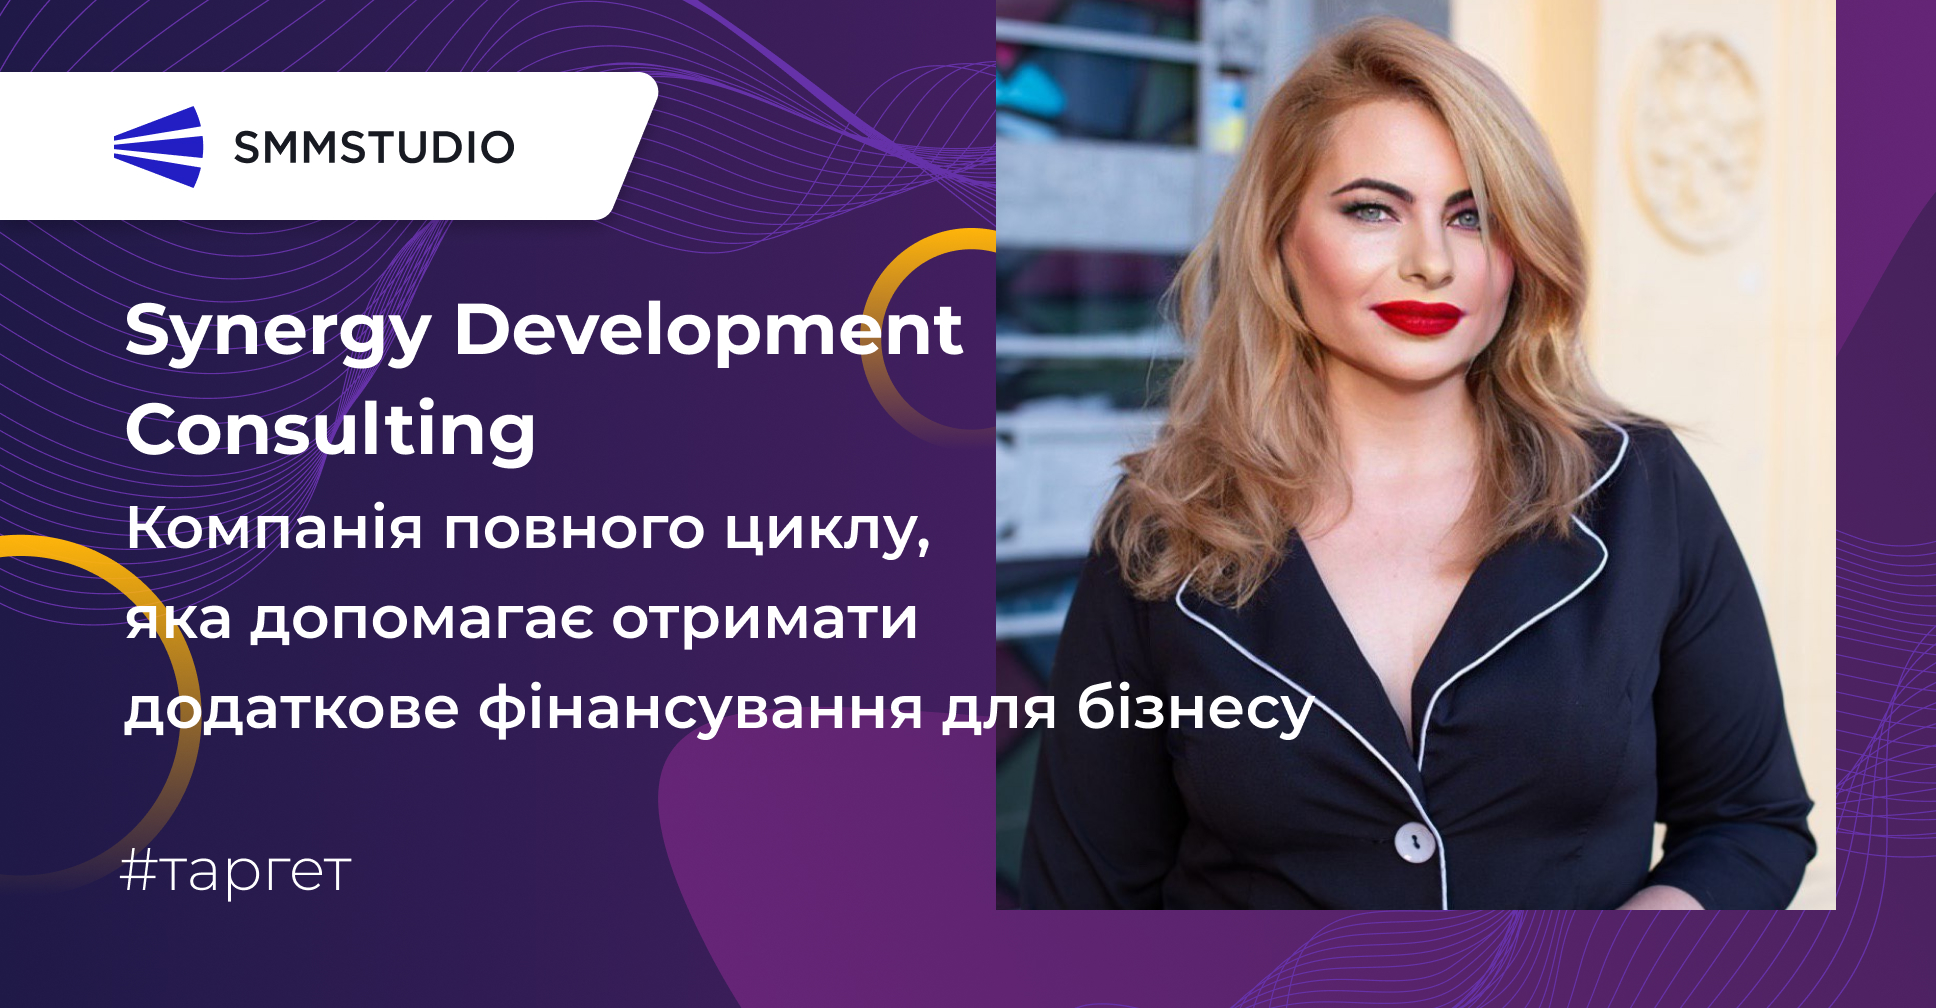 SMMSTUDIO
Synergy Development
Consulting
Компанія повного циклу,
яка допомагає отримати
додаткове фінансування для бізнесу
#таргет